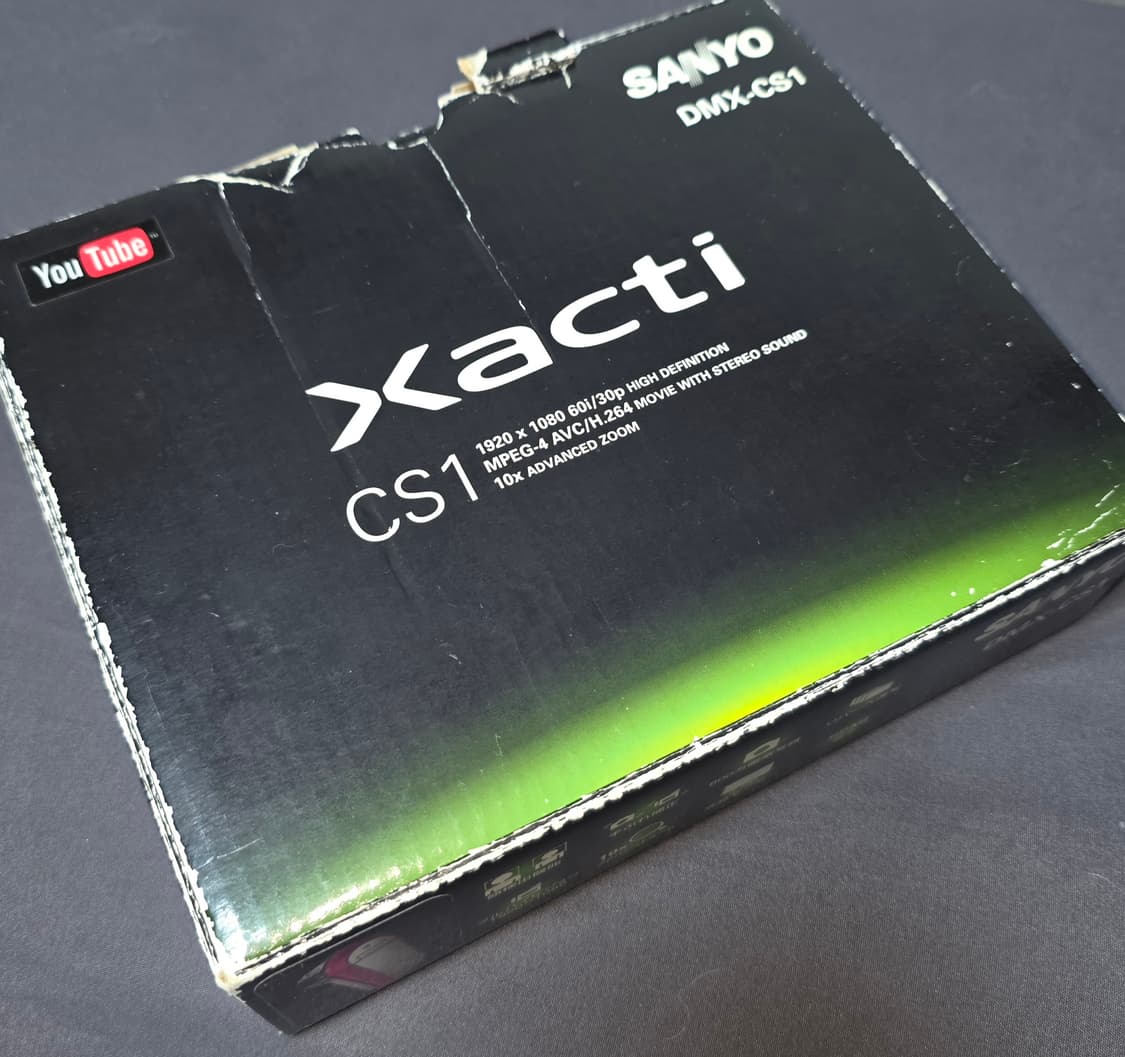 SANYO
DMX-CS1
YouTube™
xacti
CS1
1920 x 1080 60i/30p HIGH DEFINITION
MPEG-4 AVC/H.264 MOVIE WITH STEREO SOUND
10x ADVANCED ZOOM